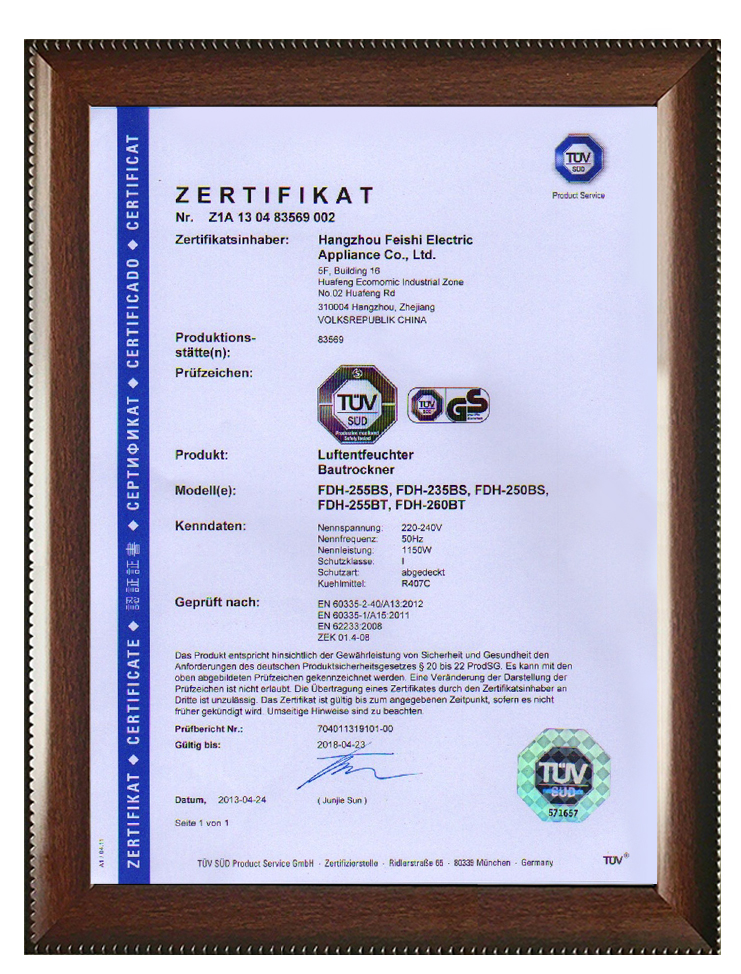 TÜV
SÜD
Product Service
ZERTIFIKAT
Nr. Z1A 13 04 83569 002
Zertifikatsinhaber: Hangzhou Feishi Electric
Appliance Co., Ltd.
5F, Building 16
Huafeng Ecomomic Industrial Zone
No.02 Huafeng Rd
310004 Hangzhou, Zhejiang
VOLKSREPUBLIK CHINA
Produktions-
stätte(n): 83569
Prüfzeichen:
TÜV
SÜD
TÜV
SÜD
GS
Produkt: Luftentfeuchter
Bautrockner
Modell(e): FDH-255BS, FDH-235BS, FDH-250BS,
FDH-255BT, FDH-260BT
Kenndaten: Nennspannung: 220-240V
Nennfrequenz: 50Hz
Nennleistung: 1150W
Schutzklasse: I
Schutzart: abgedeckt
Kuehlmittel: R407C
Geprüft nach: EN 60335-2-40/A13:2012
EN 60335-1/A15:2011
EN 62233:2008
ZEK 01.4-08
Das Produkt entspricht hinsichtlich der Gewährleistung von Sicherheit und Gesundheit den
Anforderungen des deutschen Produktsicherheitsgesetzes § 20 bis 22 ProdSG. Es kann mit den
oben abgebildeten Prüfzeichen gekennzeichnet werden. Eine Veränderung der Darstellung der
Prüfzeichen ist nicht erlaubt. Die Übertragung eines Zertifikates durch den Zertifikatsinhaber an
Dritte ist unzulässig. Das Zertifikat ist gültig bis zum angegebenen Zeitpunkt, sofern es nicht
früher gekündigt wird. Umseitige Hinweise sind zu beachten.
Prüfbericht Nr.: 704011319101-00
Gültig bis: 2018-04-23
Datum, 2013-04-24
( Junjie Sun )
Seite 1 von 1
TÜV
SÜD
571657
TÜV SÜD Product Service GmbH · Zertifizierstelle · Ridlerstraße 65 · 80339 München · Germany
TÜV®
ZERTIFIKAT ◆ CERTIFICATE ◆ 認証証書 ◆ СЕРТИФИКАТ ◆ CERTIFICADO ◆ CERTIFICAT
A1 / 04.11